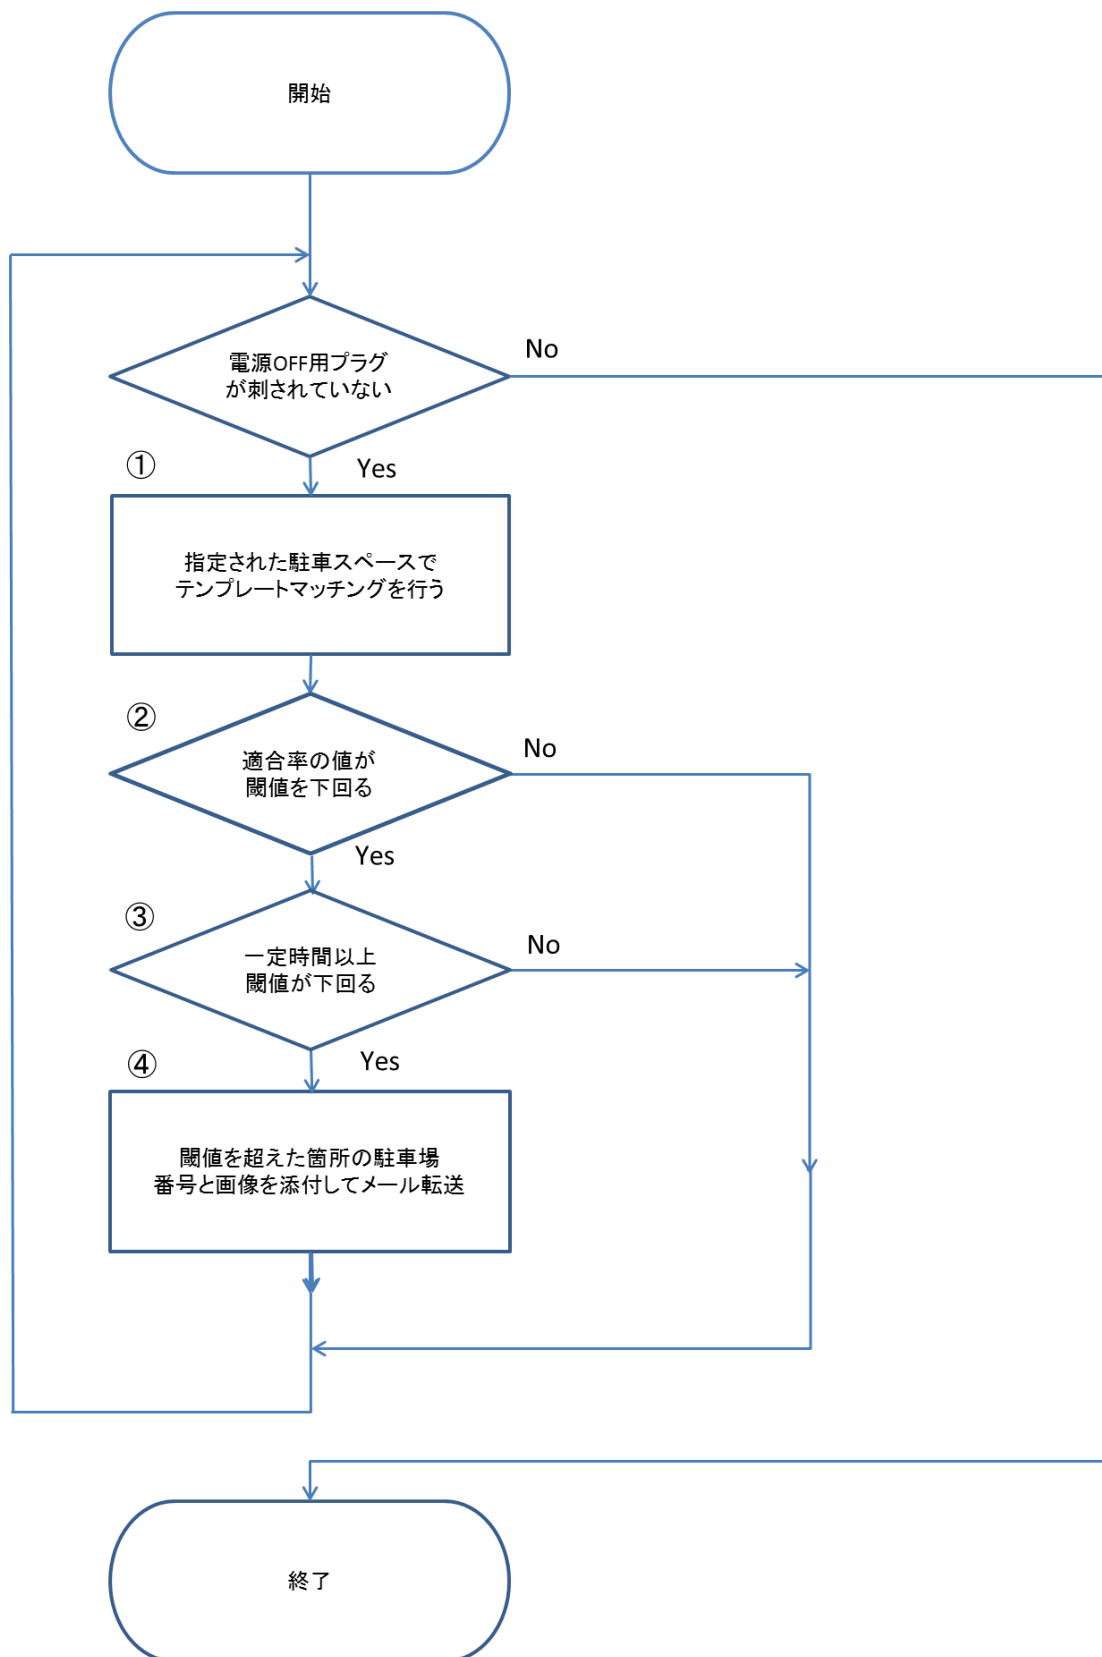 開始
電源OFF用プラグ
が刺されていない
No
Yes
①
指定された駐車スペースで
テンプレートマッチングを行う
②
適合率の値が
閾値を下回る
No
Yes
③
一定時間以上
閾値が下回る
No
Yes
④
閾値を超えた箇所の駐車場
番号と画像を添付してメール転送
終了